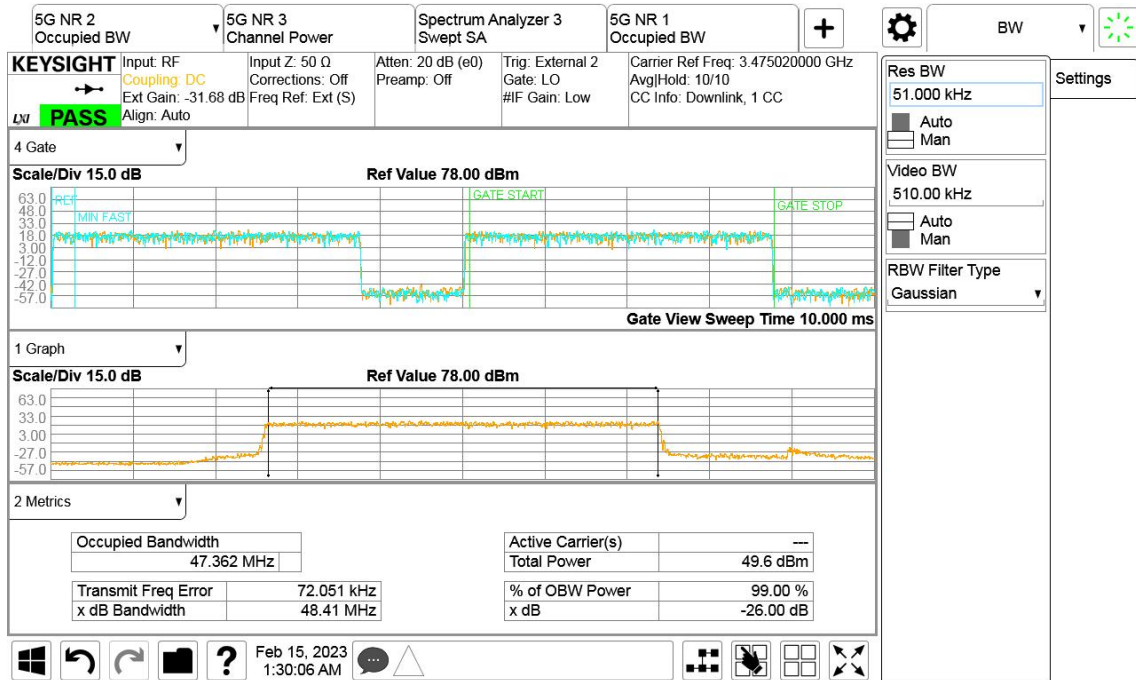 5G NR 2
Occupied BW
5G NR 3
Channel Power
Spectrum Analyzer 3
Swept SA
5G NR 1
Occupied BW
BW
KEYSIGHT
LXI PASS
Input: RF
Coupling: DC
Ext Gain: -31.68 dB
Align: Auto
Input Z: 50 Ω
Corrections: Off
Freq Ref: Ext (S)
Atten: 20 dB (e0)
Preamp: Off
Trig: External 2
Gate: LO
#IF Gain: Low
Carrier Ref Freq: 3.475020000 GHz
Avg|Hold: 10/10
CC Info: Downlink, 1 CC
4 Gate
Scale/Div 15.0 dB
Ref Value 78.00 dBm
63.0
48.0
33.0
18.0
3.00
-12.0
-27.0
-42.0
-57.0
REF
MIN FAST
GATE START
GATE STOP
Gate View Sweep Time 10.000 ms
1 Graph
Scale/Div 15.0 dB
Ref Value 78.00 dBm
63.0
33.0
3.00
-27.0
-57.0
2 Metrics
Occupied Bandwidth
47.362 MHz
Transmit Freq Error 72.051 kHz
x dB Bandwidth 48.41 MHz
Active Carrier(s) ---
Total Power 49.6 dBm
% of OBW Power 99.00 %
x dB -26.00 dB
Feb 15, 2023
1:30:06 AM
Res BW
51.000 kHz
Auto
Man
Video BW
510.00 kHz
Auto
Man
RBW Filter Type
Gaussian
Settings